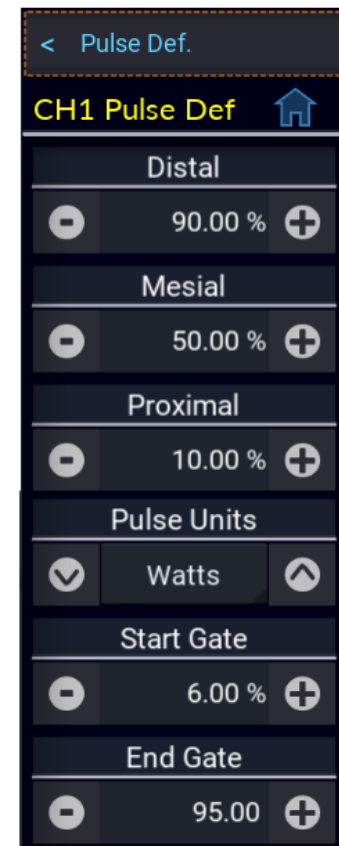 < Pulse Def.
CH1 Pulse Def
Distal
90.00 %
Mesial
50.00 %
Proximal
10.00 %
Pulse Units
Watts
Start Gate
6.00 %
End Gate
95.00